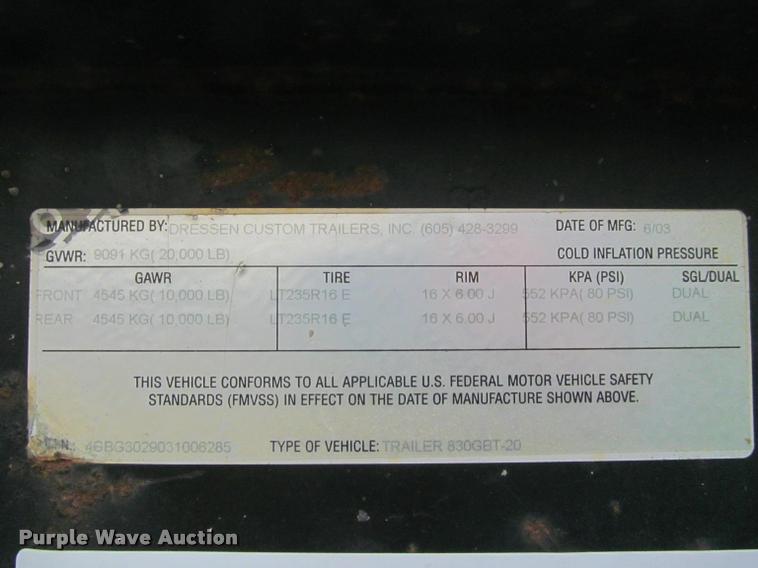 MANUFACTURED BY: DRESSEN CUSTOM TRAILERS, INC. (605) 428-3299 DATE OF MFG: 6/03
GVWR: 9091 KG( 20,000 LB) COLD INFLATION PRESSURE
GAWR TIRE RIM KPA (PSI) SGL/DUAL
FRONT 4545 KG( 10,000 LB) LT235R16 E 16 X 6.00 J 552 KPA( 80 PSI) DUAL
REAR 4545 KG( 10,000 LB) LT235R16 E 16 X 6.00 J 552 KPA( 80 PSI) DUAL
THIS VEHICLE CONFORMS TO ALL APPLICABLE U.S. FEDERAL MOTOR VEHICLE SAFETY
STANDARDS (FMVSS) IN EFFECT ON THE DATE OF MANUFACTURE SHOWN ABOVE.
V.I.N.: 4GBG3029031006285 TYPE OF VEHICLE: TRAILER 830GBT-20
Purple Wave Auction